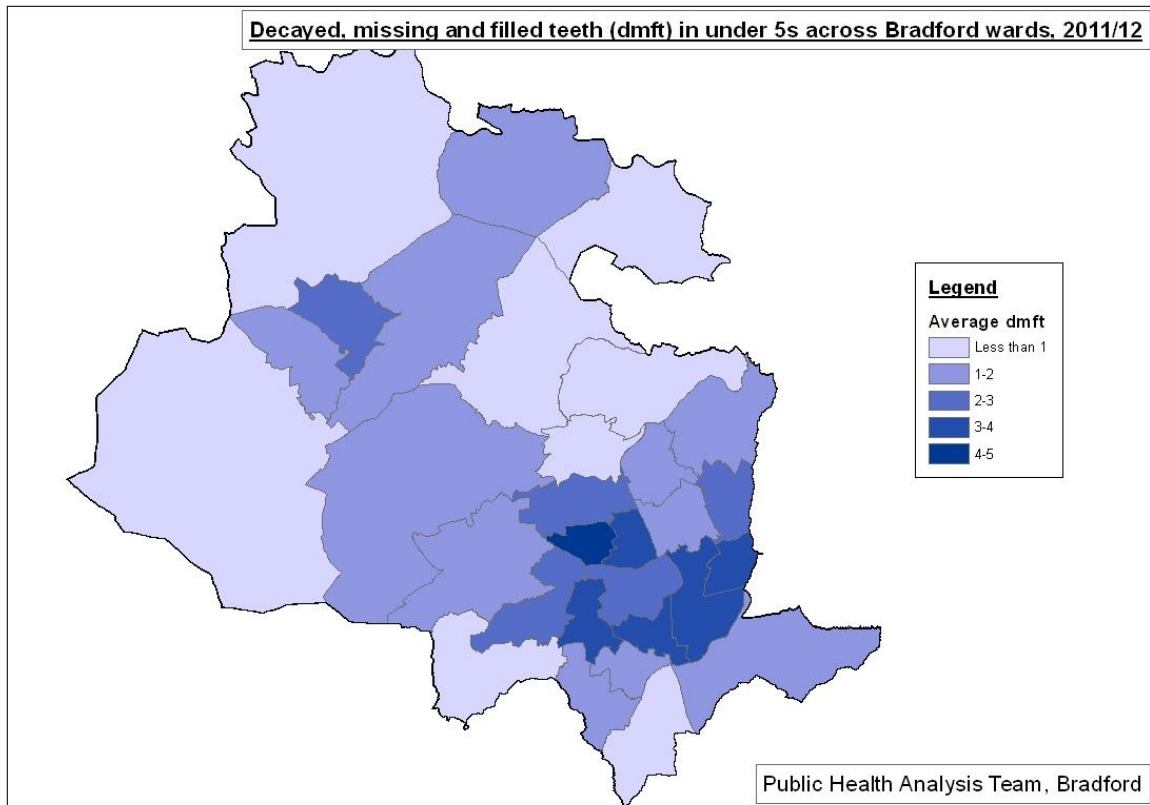 Decayed, missing and filled teeth (dmft) in under 5s across Bradford wards, 2011/12
Legend
Average dmft
Less than 1
1-2
2-3
3-4
4-5
Public Health Analysis Team, Bradford